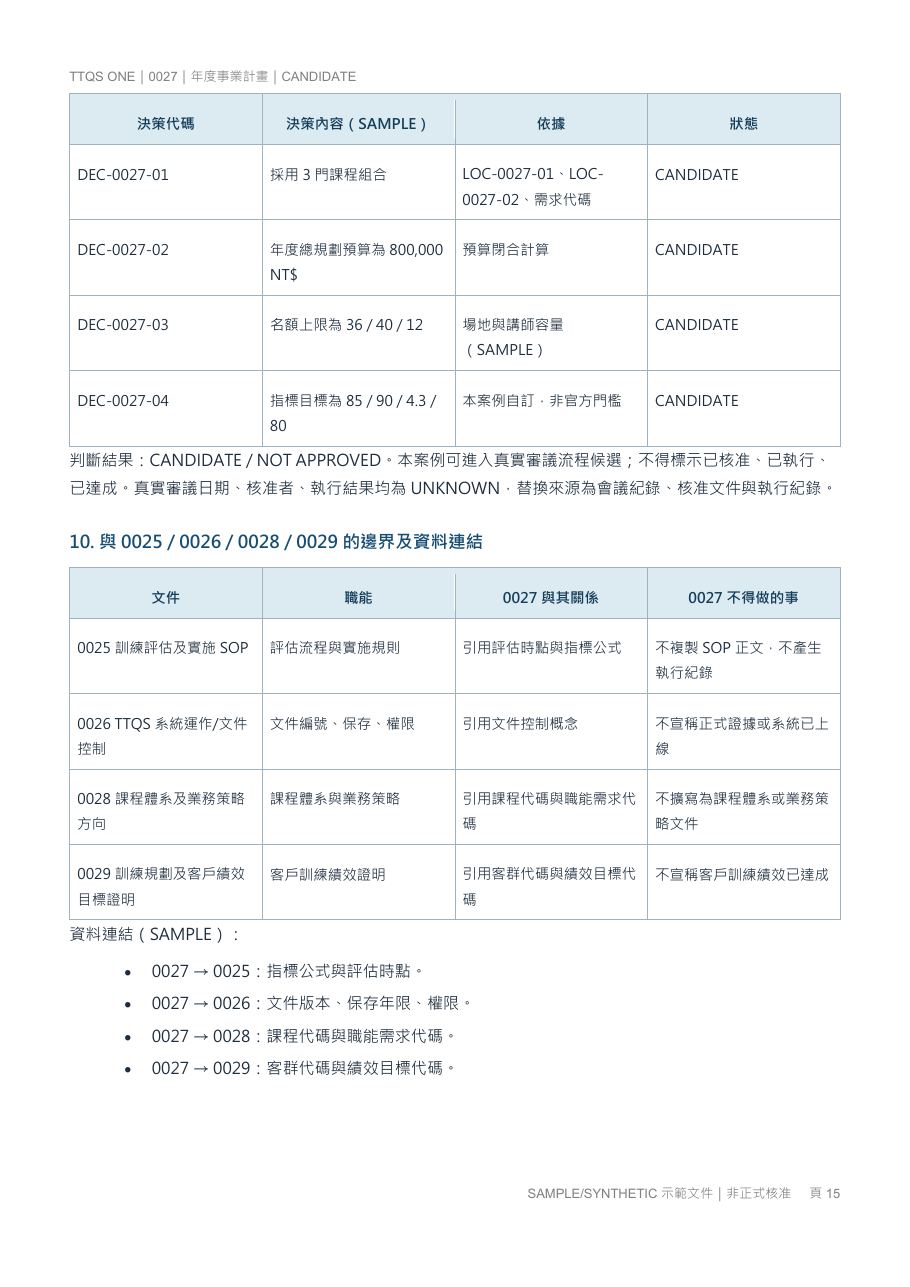 TTQS ONE｜0027｜年度事業計畫｜CANDIDATE
決策代碼 決策內容（SAMPLE） 依據 狀態
DEC-0027-01 採用 3 門課程組合 LOC-0027-01、LOC-
0027-02、需求代碼 CANDIDATE
DEC-0027-02 年度總規劃預算為 800,000
NT$ 預算閉合計算 CANDIDATE
DEC-0027-03 名額上限為 36 / 40 / 12 場地與講師容量
（SAMPLE） CANDIDATE
DEC-0027-04 指標目標為 85 / 90 / 4.3 /
80 本案例自訂，非官方門檻 CANDIDATE
判斷結果：CANDIDATE / NOT APPROVED。本案例可進入真實審議流程候選；不得標示已核准、已執行、
已達成。真實審議日期、核准者、執行結果均為 UNKNOWN，替換來源為會議紀錄、核准文件與執行紀錄。
10. 與 0025 / 0026 / 0028 / 0029 的邊界及資料連結
文件 職能 0027 與其關係 0027 不得做的事
0025 訓練評估及實施 SOP 評估流程與實施規則 引用評估時點與指標公式 不複製 SOP 正文，不產生
執行紀錄
0026 TTQS 系統運作/文件
控制 文件編號、保存、權限 引用文件控制概念 不宣稱正式證據或系統已上
線
0028 課程體系及業務策略
方向 課程體系與業務策略 引用課程代碼與職能需求代
碼 不擴寫為課程體系或業務策
略文件
0029 訓練規劃及客戶績效
目標證明 客戶訓練績效證明 引用客群代碼與績效目標代
碼 不宣稱客戶訓練績效已達成
資料連結（SAMPLE）：
• 0027 → 0025：指標公式與評估時點。
• 0027 → 0026：文件版本、保存年限、權限。
• 0027 → 0028：課程代碼與職能需求代碼。
• 0027 → 0029：客群代碼與績效目標代碼。
SAMPLE/SYNTHETIC 示範文件｜非正式核准 頁 15